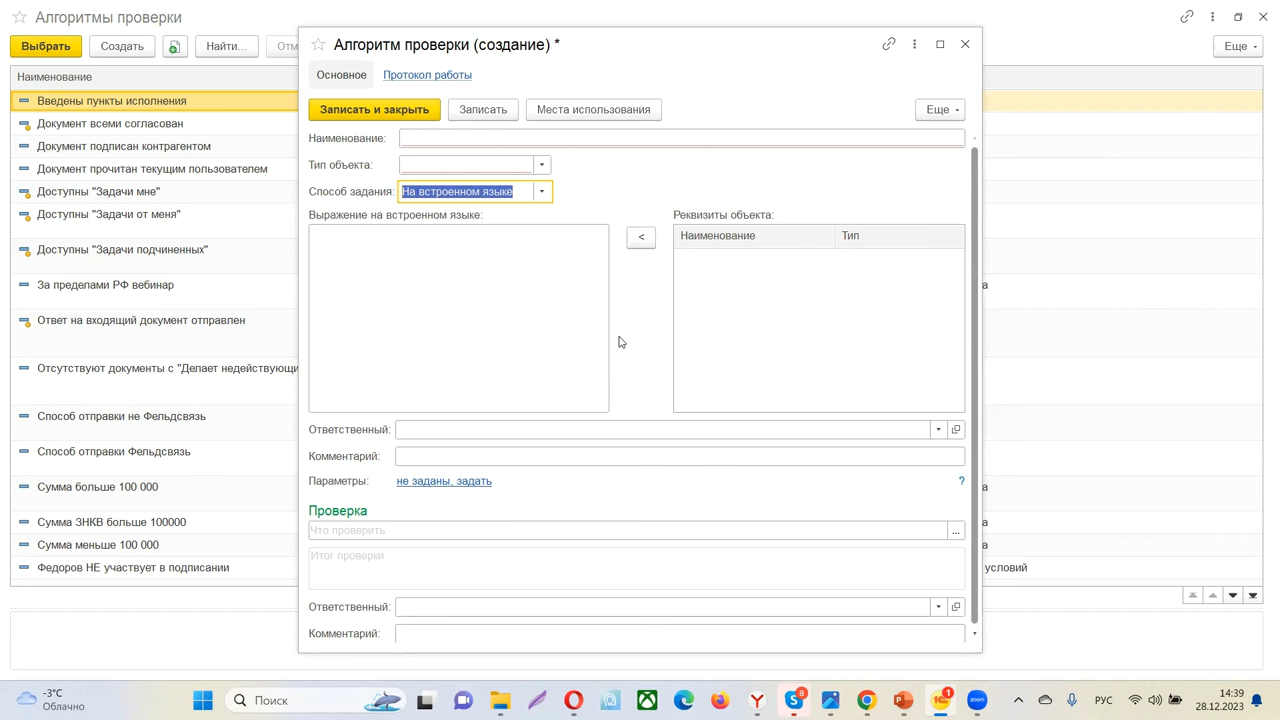 Алгоритмы проверки
Выбрать Создать Найти... Отм Еще
Наименование
Введены пункты исполнения
Документ всеми согласован
Документ подписан контрагентом
Документ прочитан текущим пользователем
Доступны "Задачи мне"
Доступны "Задачи от меня"
Доступны "Задачи подчиненных"
За пределами РФ вебинар
Ответ на входящий документ отправлен
Отсутствуют документы с "Делает недействующи
Способ отправки не Фельдсвязь
Способ отправки Фельдсвязь
Сумма больше 100 000
Сумма ЗНКВ больше 100000
Сумма меньше 100 000
Федоров НЕ участвует в подписании
Алгоритм проверки (создание) *
Основное Протокол работы
Записать и закрыть Записать Места использования Еще
Наименование:
Тип объекта:
Способ задания: На встроенном языке
Выражение на встроенном языке: Реквизиты объекта:
< Наименование Тип
Ответственный:
Комментарий:
Параметры: не заданы, задать ?
Проверка
Что проверить ...
Итог проверки
Ответственный:
Комментарий:
а
а
а
а
а
условий
-3°C
Облачно
Поиск
8
1
zoom
РУС
14:39
28.12.2023